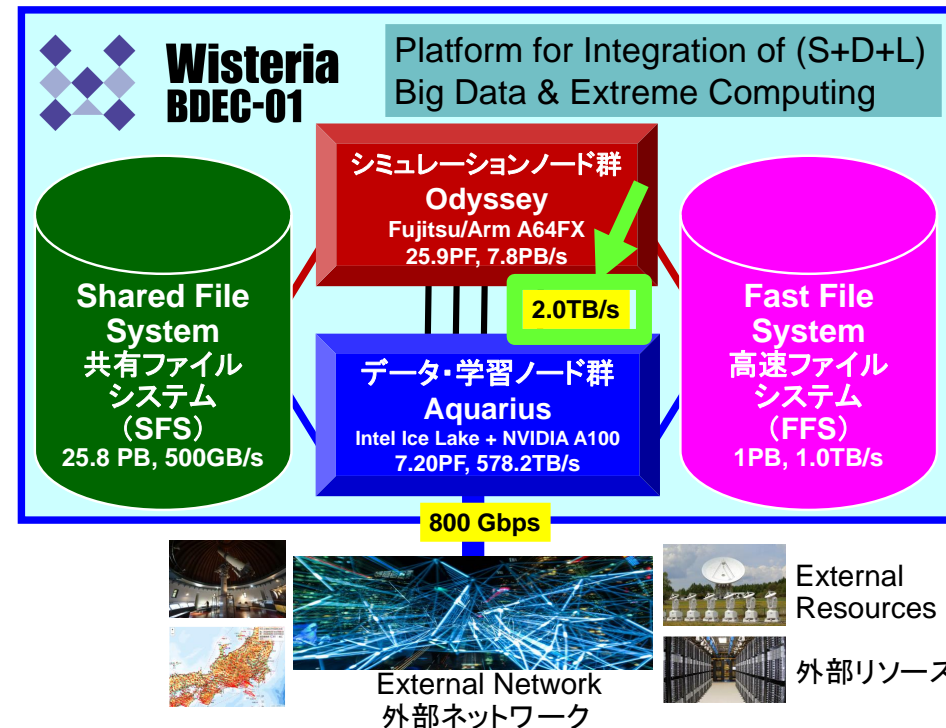 Wisteria
BDEC-01
Platform for Integration of (S+D+L)
Big Data & Extreme Computing
シミュレーションノード群
Odyssey
Fujitsu/Arm A64FX
25.9PF, 7.8PB/s
2.0TB/s
Shared File
System
共有ファイル
システム
（SFS）
25.8 PB, 500GB/s
データ・学習ノード群
Aquarius
Intel Ice Lake + NVIDIA A100
7.20PF, 578.2TB/s
Fast File
System
高速ファイル
システム
（FFS）
1PB, 1.0TB/s
800 Gbps
External
Resources
外部リソース
External Network
外部ネットワーク